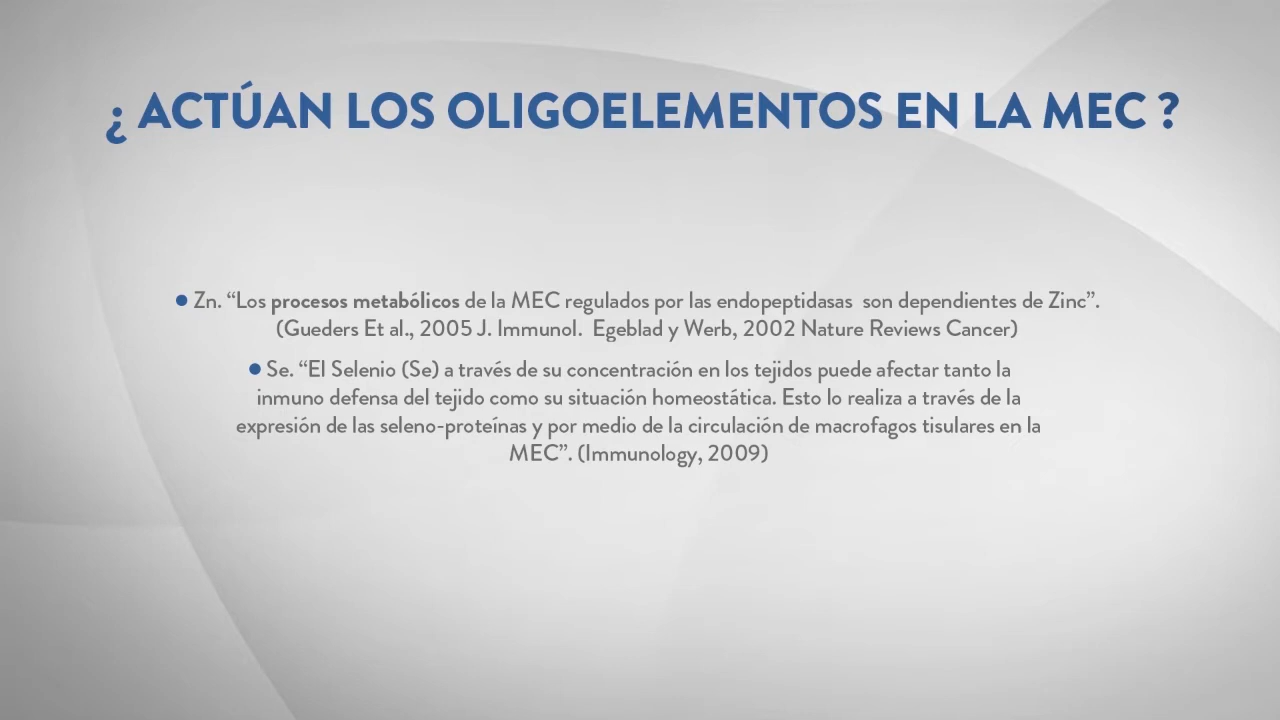 ¿ ACTÚAN LOS OLIGOELEMENTOS EN LA MEC ?
• Zn. “Los procesos metabólicos de la MEC regulados por las endopeptidasas  son dependientes de Zinc”.
(Gueders Et al., 2005 J. Immunol.  Egeblad y Werb, 2002 Nature Reviews Cancer)
• Se. “El Selenio (Se) a través de su concentración en los tejidos puede afectar tanto la
inmuno defensa del tejido como su situación homeostática. Esto lo realiza a través de la
expresión de las seleno-proteínas y por medio de la circulación de macrofagos tisulares en la
MEC”. (Immunology, 2009)